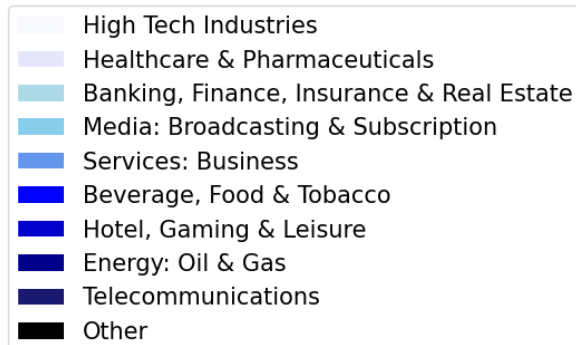 High Tech Industries
Healthcare & Pharmaceuticals
Banking, Finance, Insurance & Real Estate
Media: Broadcasting & Subscription
Services: Business
Beverage, Food & Tobacco
Hotel, Gaming & Leisure
Energy: Oil & Gas
Telecommunications
Other